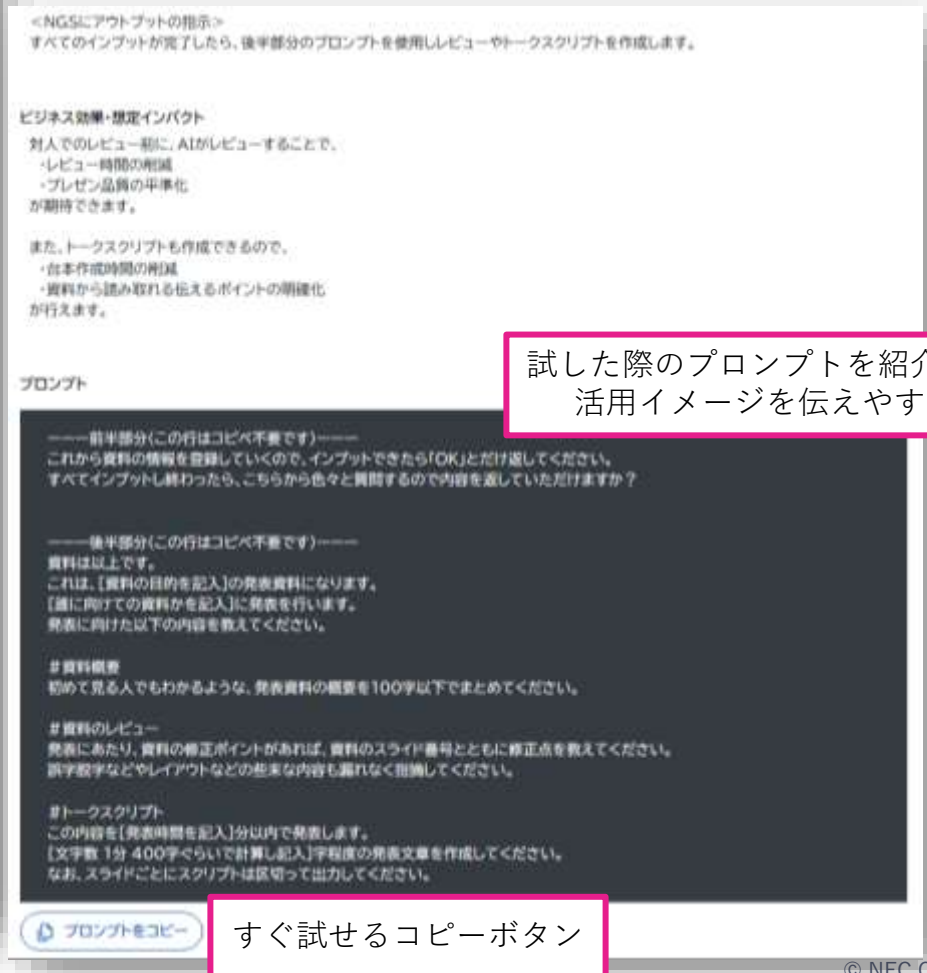 <NGSにアウトプットの指示>
すべてのインプットが完了したら、後半部分のプロンプトを使用しレビューやトークスクリプトを作成します。
ビジネス効果・想定インパクト
対人でのレビュー前に、AIがレビューすることで、
・レビュー時間の削減
・プレゼン品質の平準化
が期待できます。
また、トークスクリプトも作成できるので、
・台本作成時間の削減
・資料から読み取れる伝えるポイントの明確化
が行えます。
試した際のプロンプトを紹介
活用イメージを伝えやす
プロンプト
ーーー前半部分(この行はコピペ不要です)ーーー
これから資料の情報を登録していくので、インプットできたら「OK」とだけ返してください。
すべてインプットし終わったら、こちらから色々と質問するので内容を返していただけますか？
ーーー後半部分(この行はコピペ不要です)ーーー
資料は以上です。
これは、[資料の目的を記入]の発表資料になります。
[誰に向けての資料かを記入]に発表を行います。
発表に向けた以下の内容を教えてください。
#資料概要
初めて見る人でもわかるような、発表資料の概要を100字以下でまとめてください。
#資料のレビュー
発表にあたり、資料の修正ポイントがあれば、資料のスライド番号とともに修正点を教えてください。
誤字脱字などやレイアウトなどの些末な内容も漏れなく指摘してください。
#トークスクリプト
この内容を[発表時間を記入]分以内で発表します。
[文字数 1分 400字ぐらいで計算し記入]字程度の発表文章を作成してください。
なお、スライドごとにスクリプトは区切って出力してください。
プロンプトをコピー
すぐ試せるコピーボタン
© NEC